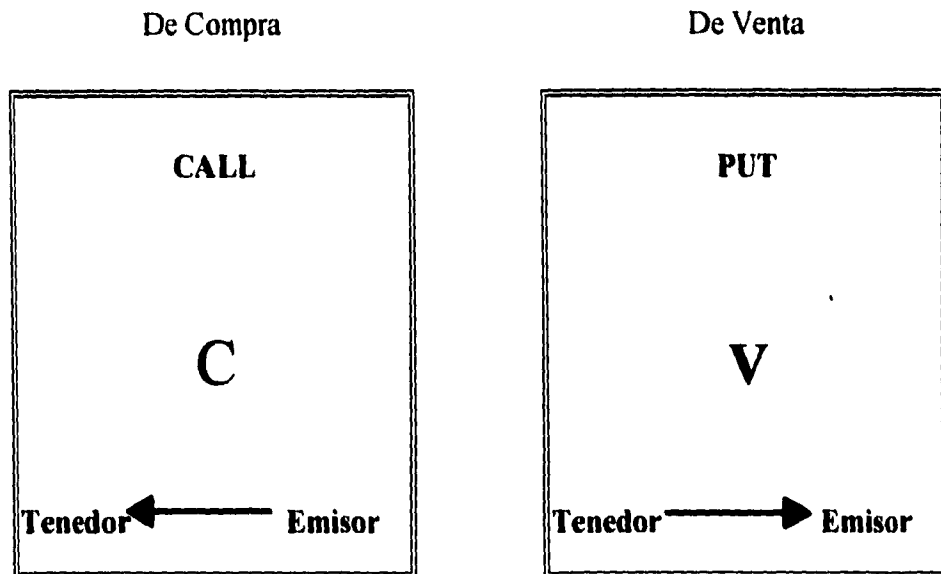 De Compra
De Venta
CALL
PUT
C
V
Tenedor Emisor
Tenedor Emisor